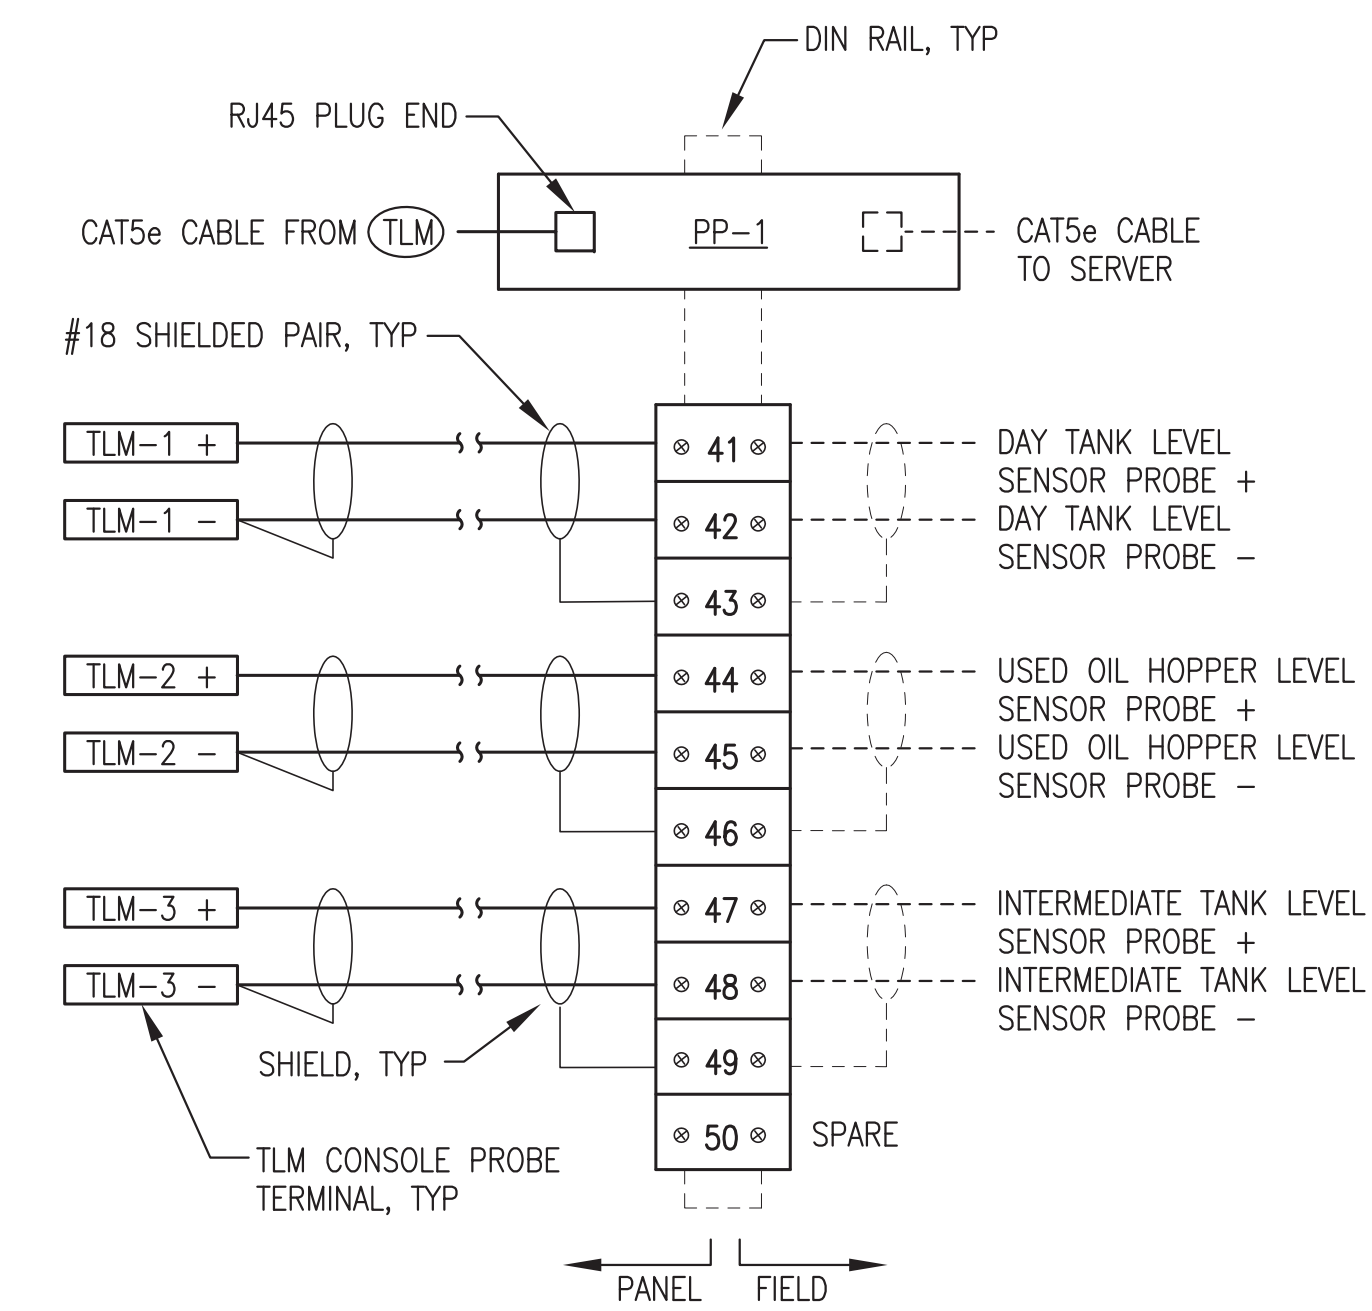 DIN RAIL, TYP
RJ45 PLUG END
CAT5e CABLE FROM TLM
PP-1
CAT5e CABLE
TO SERVER
#18 SHIELDED PAIR, TYP
TLM-1 +
41
DAY TANK LEVEL
SENSOR PROBE +
TLM-1 -
42
DAY TANK LEVEL
SENSOR PROBE -
43
TLM-2 +
44
USED OIL HOPPER LEVEL
SENSOR PROBE +
TLM-2 -
45
USED OIL HOPPER LEVEL
SENSOR PROBE -
46
TLM-3 +
47
INTERMEDIATE TANK LEVEL
SENSOR PROBE +
TLM-3 -
48
INTERMEDIATE TANK LEVEL
SENSOR PROBE -
SHIELD, TYP
49
50
SPARE
TLM CONSOLE PROBE
TERMINAL, TYP
PANEL
FIELD